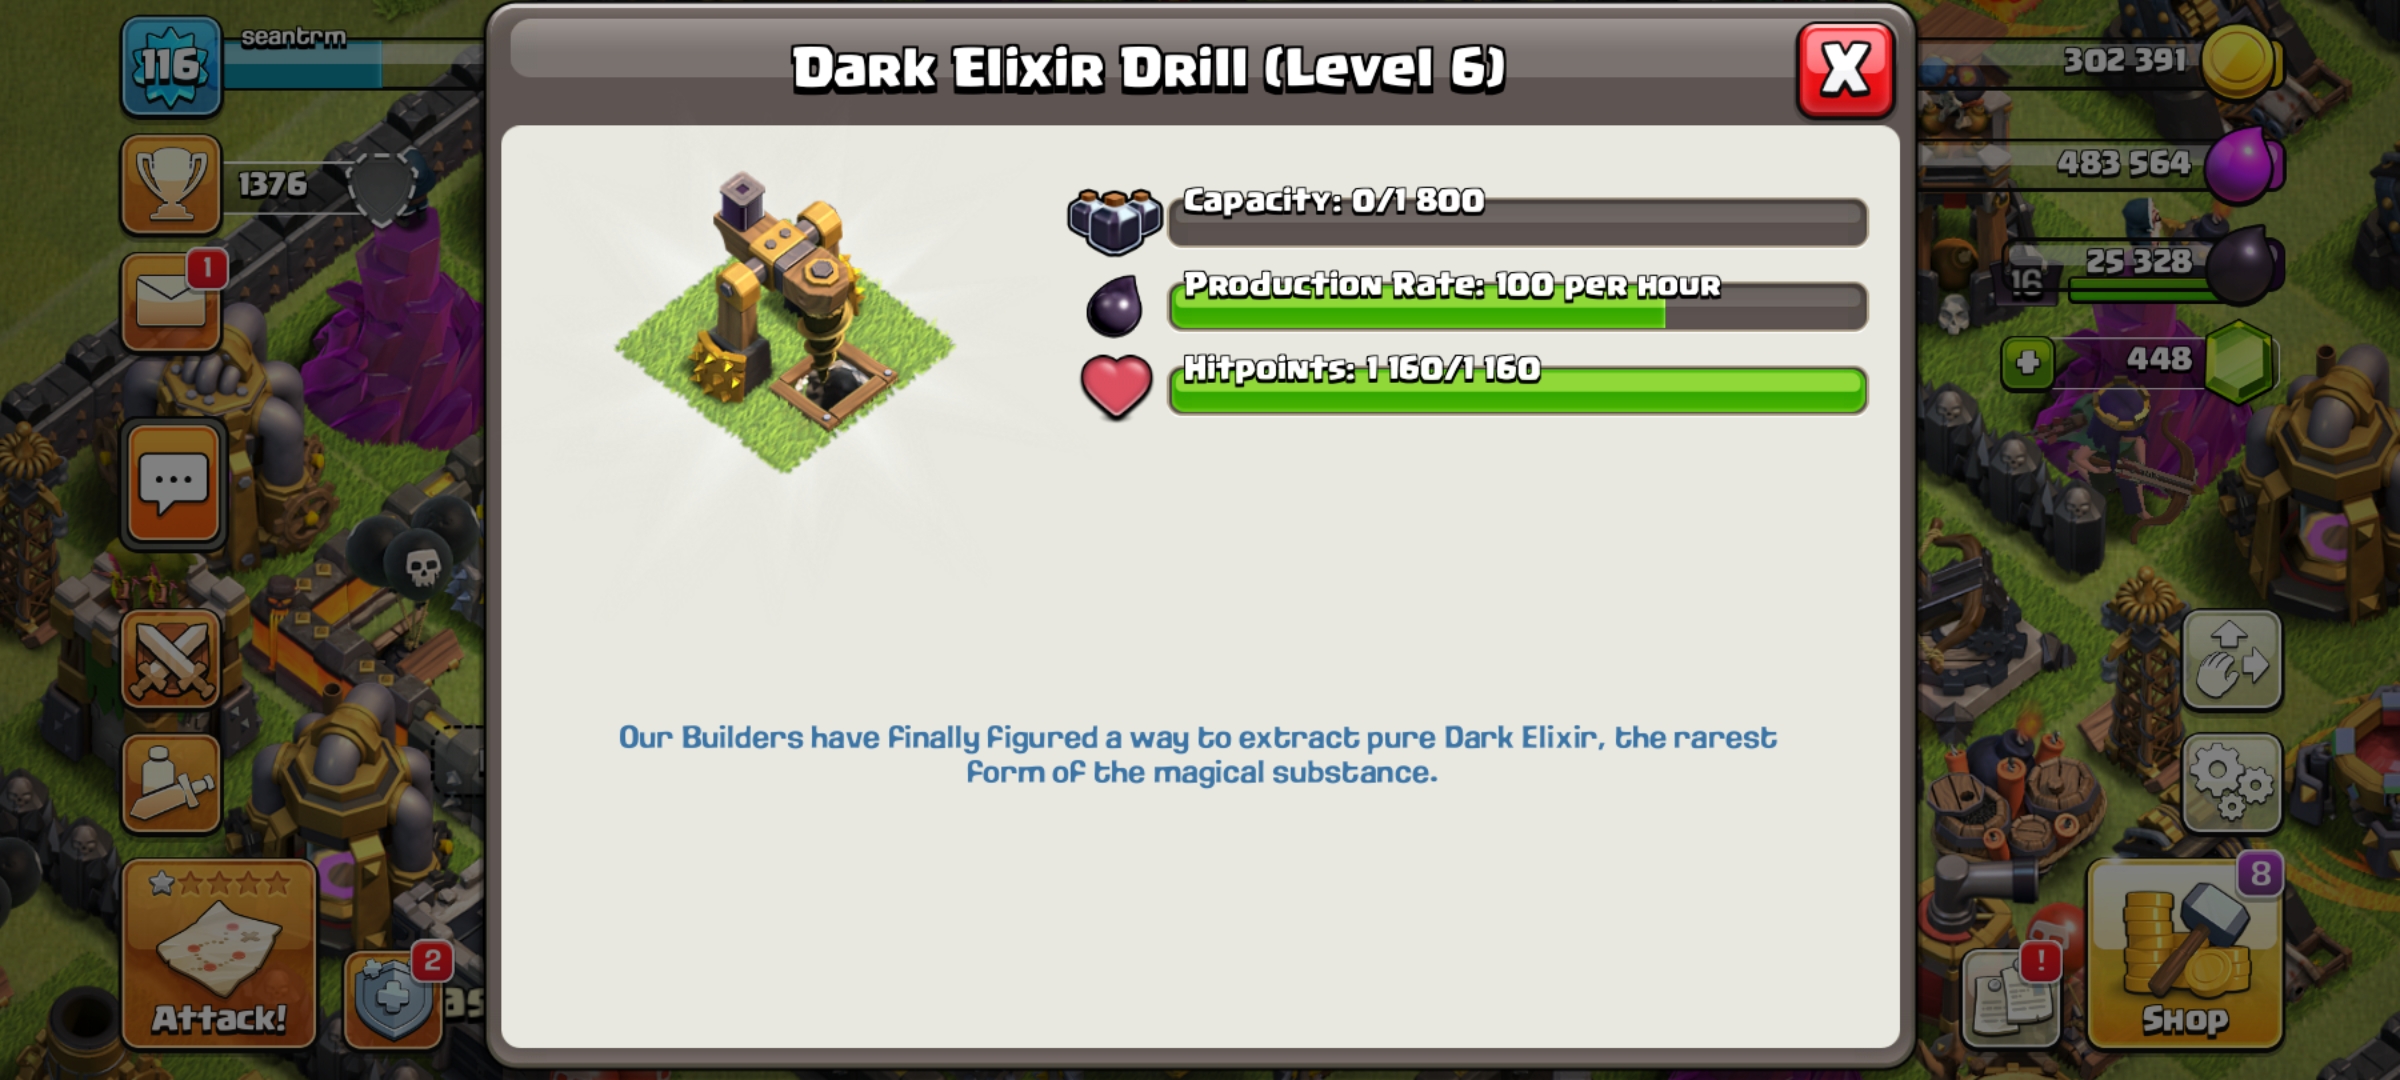 116
seantrm
Dark Elixir Drill (Level 6)
X
302 391
1376
Capacity: 0/1 800
483 564
1
Production Rate: 100 per hour
16
25 328
Hitpoints: 1 160/1 160
448
Our Builders have finally figured a way to extract pure Dark Elixir, the rarest
form of the magical substance.
8
2
!
Attack!
Shop